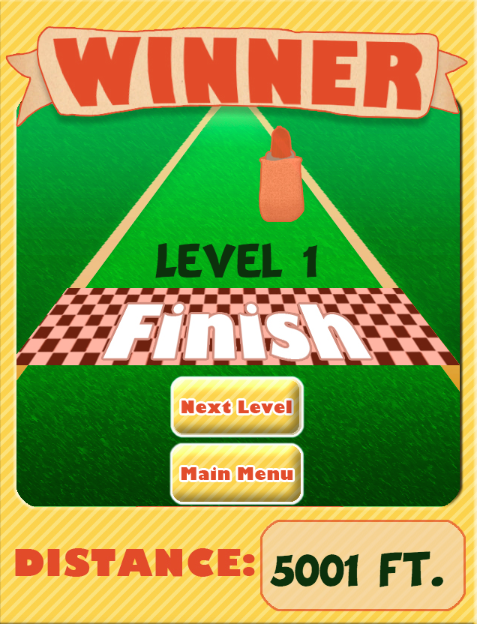 WINNER
LEVEL 1
Finish
Next Level
Main Menu
DISTANCE: 5001 FT.